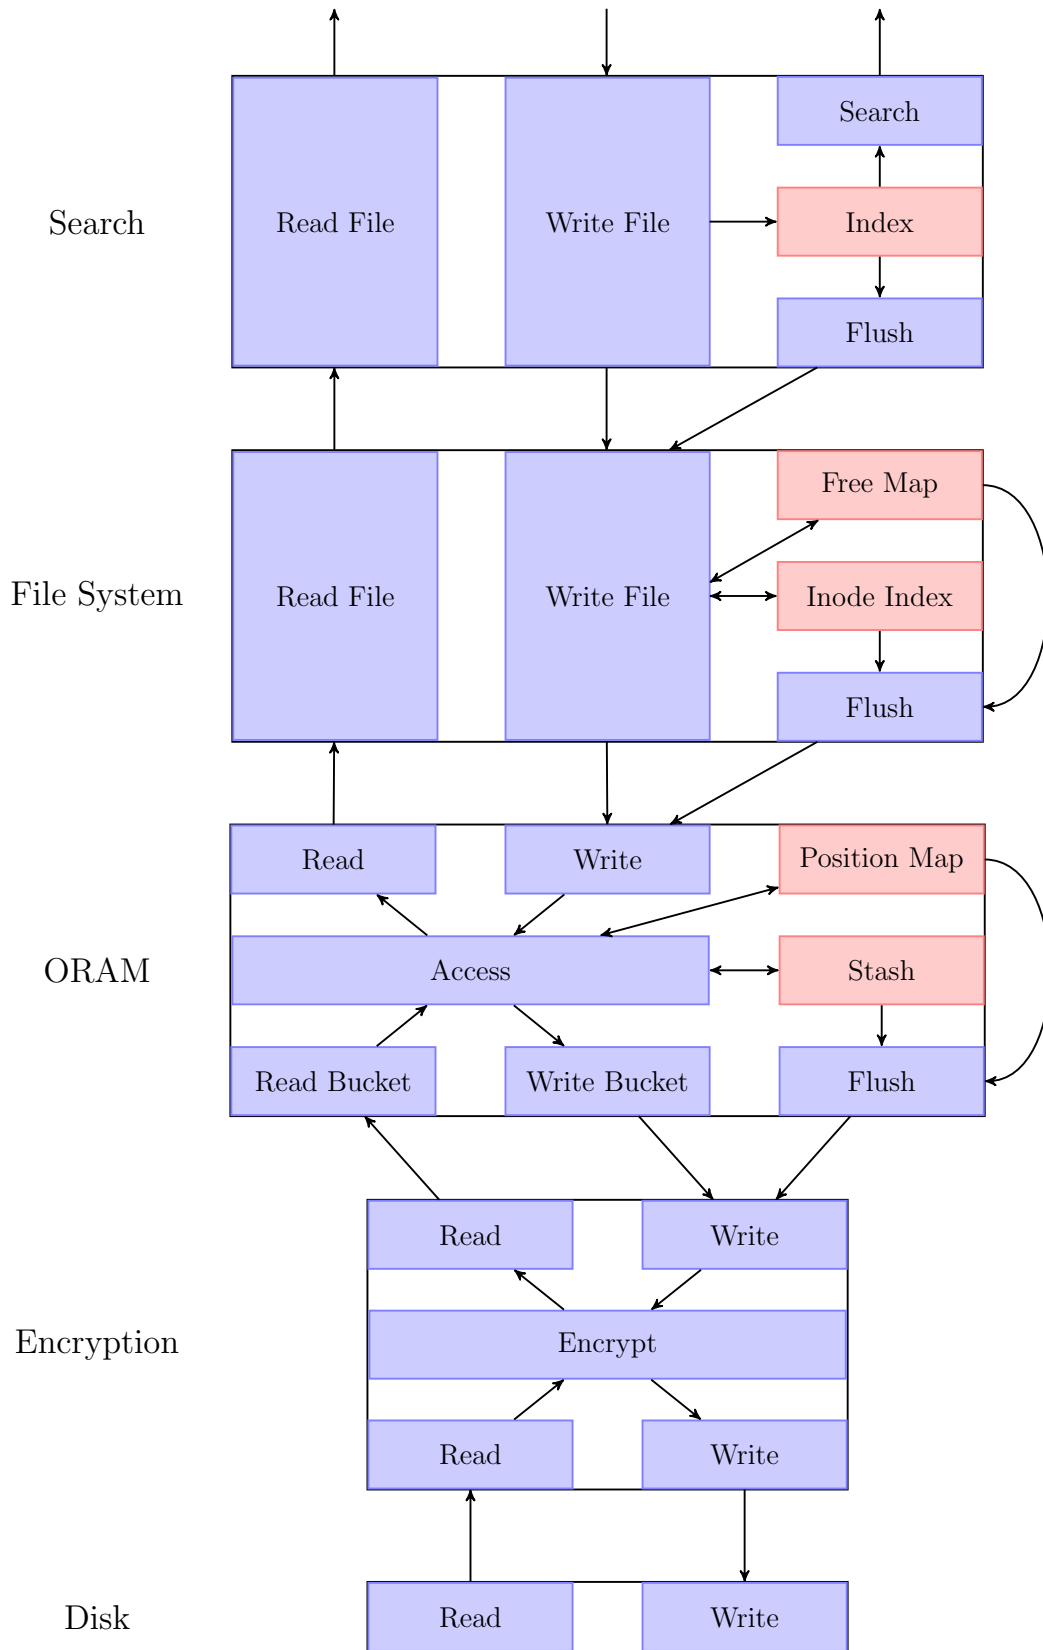 Search
Read File
Write File
Search
Index
Flush
File System
Read File
Write File
Free Map
Inode Index
Flush
ORAM
Read
Write
Position Map
Access
Stash
Read Bucket
Write Bucket
Flush
Encryption
Read
Write
Encrypt
Read
Write
Disk
Read
Write